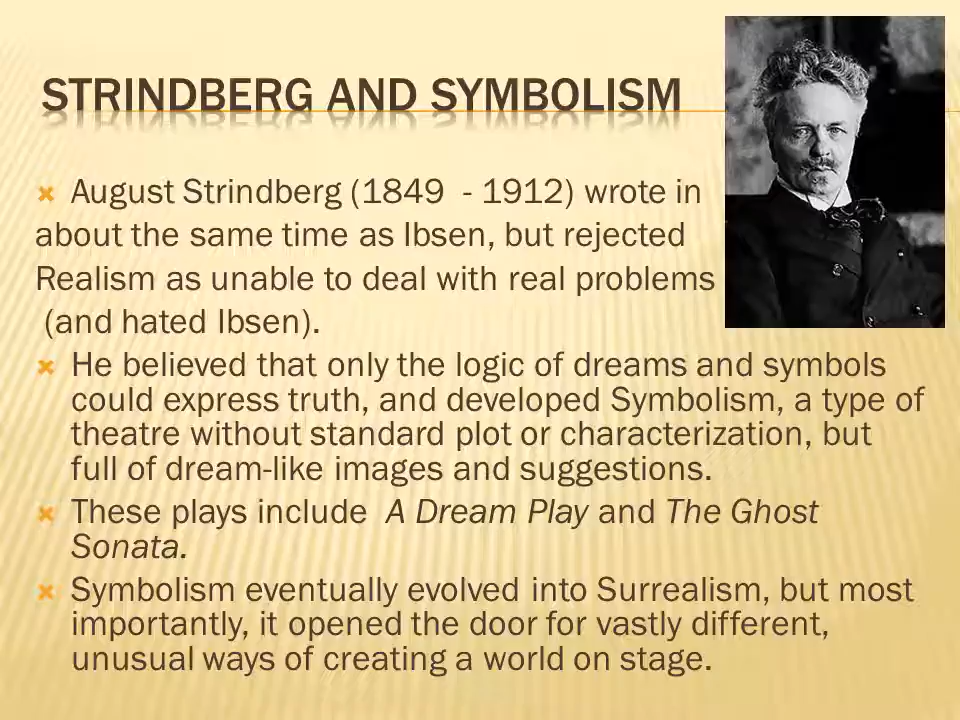 STRINDBERG AND SYMBOLISM
August Strindberg (1849 - 1912) wrote in
about the same time as Ibsen, but rejected
Realism as unable to deal with real problems
(and hated Ibsen).
He believed that only the logic of dreams and symbols
could express truth, and developed Symbolism, a type of
theatre without standard plot or characterization, but
full of dream-like images and suggestions.
These plays include A Dream Play and The Ghost
Sonata.
Symbolism eventually evolved into Surrealism, but most
importantly, it opened the door for vastly different,
unusual ways of creating a world on stage.